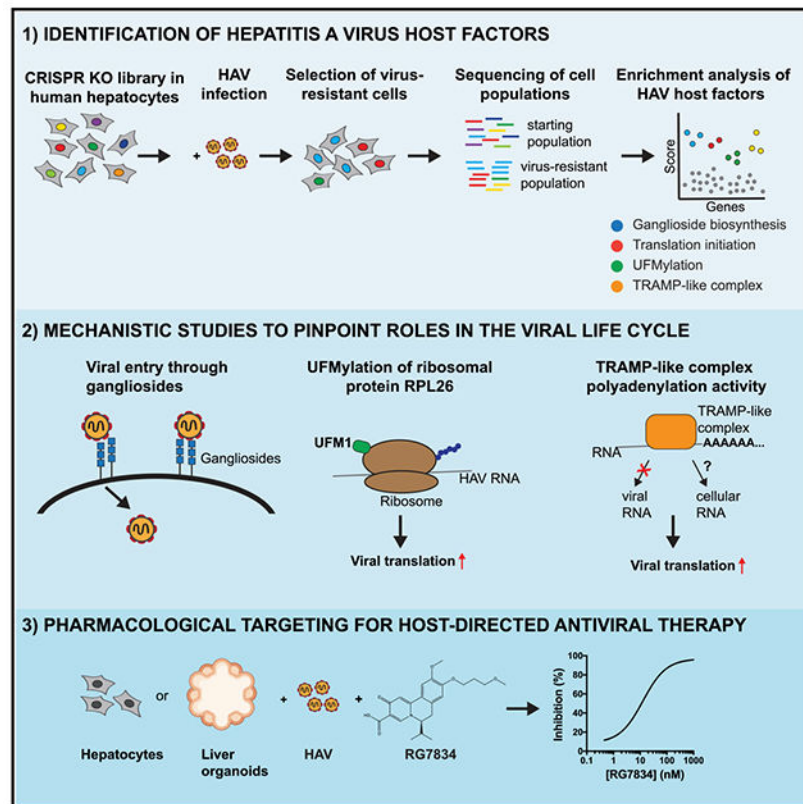 1) IDENTIFICATION OF HEPATITIS A VIRUS HOST FACTORS
CRISPR KO library in
human hepatocytes
HAV
infection
+
Selection of virus-
resistant cells
Sequencing of cell
populations
starting
population
virus-resistant
population
Enrichment analysis of
HAV host factors
Score
Genes
Ganglioside biosynthesis
Translation initiation
UFMylation
TRAMP-like complex
2) MECHANISTIC STUDIES TO PINPOINT ROLES IN THE VIRAL LIFE CYCLE
Viral entry through
gangliosides
Gangliosides
UFMylation of ribosomal
protein RPL26
UFM1
HAV RNA
Ribosome
Viral translation ↑
TRAMP-like complex
polyadenylation activity
TRAMP-like
complex
RNA
AAAAAA...
?
viral
RNA
cellular
RNA
Viral translation ↑
3) PHARMACOLOGICAL TARGETING FOR HOST-DIRECTED ANTIVIRAL THERAPY
or
+
+
Hepatocytes
Liver
organoids
HAV
RG7834
Inhibition (%)
100
80
60
40
20
0
0.1 1 10 100 1000
[RG7834] (nM)